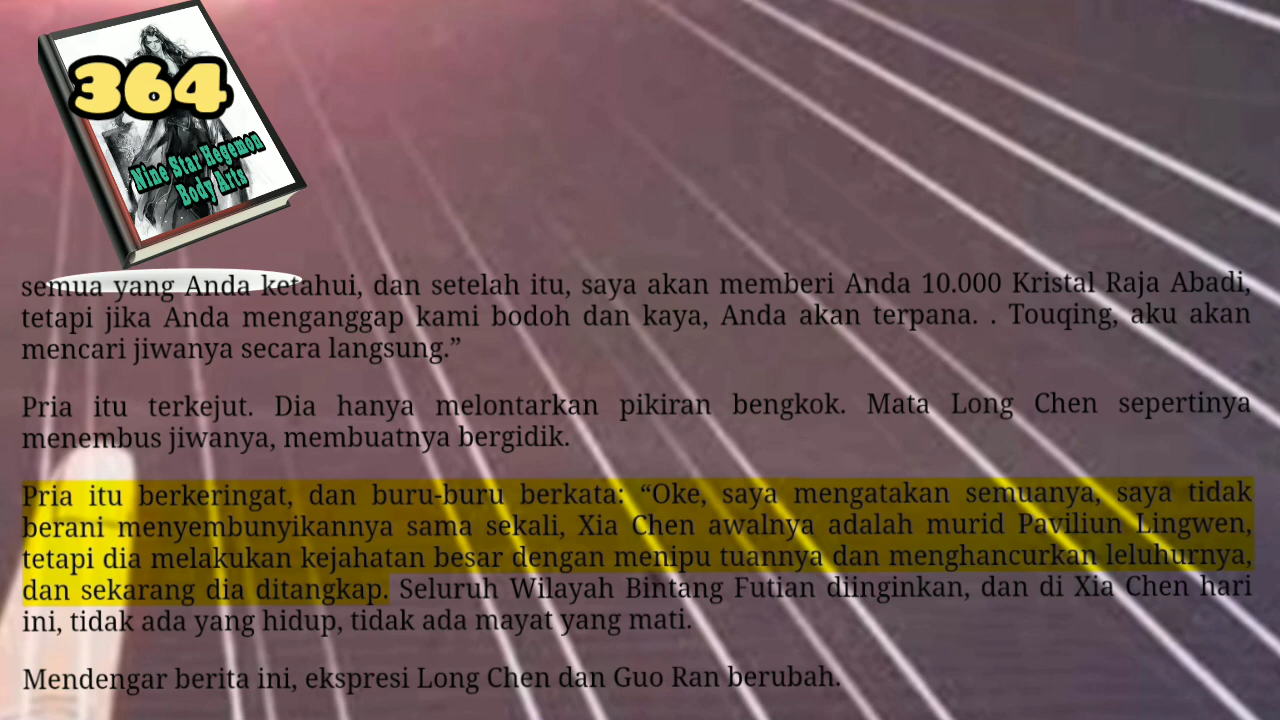 364
Nine Star Hegemon
Body Arts
semua yang Anda ketahui, dan setelah itu, saya akan memberi Anda 10.000 Kristal Raja Abadi,
tetapi jika Anda menganggap kami bodoh dan kaya, Anda akan terpana. . Touqing, aku akan
mencari jiwanya secara langsung.”
Pria itu terkejut. Dia hanya melontarkan pikiran bengkok. Mata Long Chen sepertinya
menembus jiwanya, membuatnya bergidik.
Pria itu berkeringat, dan buru-buru berkata: “Oke, saya mengatakan semuanya, saya tidak
berani menyembunyikannya sama sekali, Xia Chen awalnya adalah murid Paviliun Lingwen,
tetapi dia melakukan kejahatan besar dengan menipu tuannya dan menghancurkan leluhurnya,
dan sekarang dia ditangkap. Seluruh Wilayah Bintang Futian diinginkan, dan di Xia Chen hari
ini, tidak ada yang hidup, tidak ada mayat yang mati.
Mendengar berita ini, ekspresi Long Chen dan Guo Ran berubah.